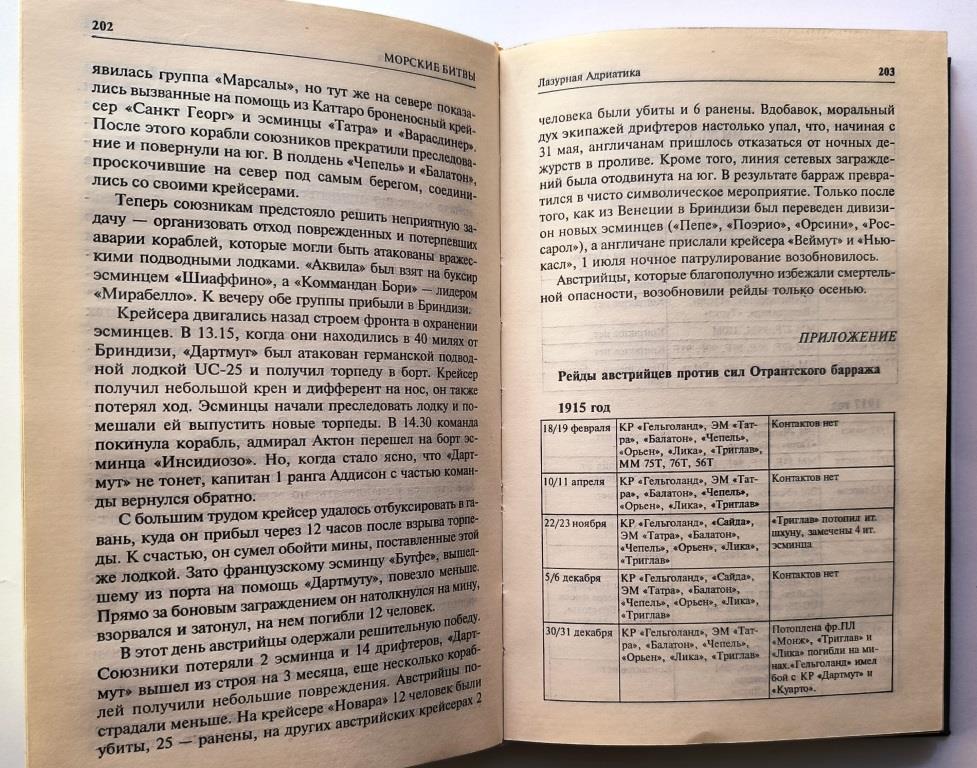 202
МОРСКИЕ БИТВЫ
явилась группа «Марсалы», но тут же на севере показа-
лись вызванные на помощь из Каттаро броненосный крей-
сер «Санкт Георг» и эсминцы «Татра» и «Варасдинер».
После этого корабли союзников прекратили преследова-
ние и повернули на юг. В полдень «Чепель» и «Балатон»,
проскочившие на север под самым берегом, соедини-
лись со своими крейсерами.
Теперь союзникам предстояло решить неприятную за-
дачу — организовать отход поврежденных и потерпевших
аварии кораблей, которые могли быть атакованы вражес-
кими подводными лодками. «Аквила» был взят на буксир
эсминцем «Шиаффино», а «Коммандан Бори» — лидером
«Мирабелло». К вечеру обе группы прибыли в Бриндизи.
Крейсера двигались назад строем фронта в охранении
эсминцев. В 13.15, когда они находились в 40 милях от
Бриндизи, «Дартмут» был атакован германской подвод-
ной лодкой UC-25 и получил торпеду в борт. Крейсер
получил небольшой крен и дифферент на нос, он также
потерял ход. Эсминцы начали преследовать лодку и по-
мешали ей выпустить новые торпеды. В 14.30 команда
покинула корабль, адмирал Актон перешел на борт эс-
минца «Инсидиозо». Но, когда стало ясно, что «Дарт-
мут» не тонет, капитан 1 ранга Аддисон с частью коман-
ды вернулся обратно.
С большим трудом крейсер удалось отбуксировать в га-
вань, куда он прибыл через 12 часов после взрыва торпе-
ды. К счастью, он сумел обойти мины, поставленные этой
же лодкой. Зато французскому эсминцу «Бутфе», вышед-
шему из порта на помощь «Дартмуту», повезло меньше.
Прямо за боновым заграждением он натолкнулся на мину,
взорвался и затонул, на нем погибли 12 человек.
В этот день австрийцы одержали решительную победу.
Союзники потеряли 2 эсминца и 14 дрифтеров, «Дарт-
мут» вышел из строя на 3 месяца, еще несколько кораб-
лей получили небольшие повреждения. Австрийцы по-
страдали меньше. На крейсере «Новара» 12 человек были
убиты, 25 — ранены, на других австрийских крейсерах 2
Лазурная Адриатика
203
человека были убиты и 6 ранены. Вдобавок, моральный
дух экипажей дрифтеров настолько упал, что, начиная с
31 мая, англичанам пришлось отказаться от ночных де-
журств в проливе. Кроме того, линия сетевых загражде-
ний была отодвинута на юг. В результате барраж превра-
тился в чисто символическое мероприятие. Только после
того, как из Венеции в Бриндизи был переведен дивизи-
он новых эсминцев («Пепе», «Поэрио», «Орсини», «Рос-
сарол»), а англичане прислали крейсера «Веймут» и «Нью-
касл», 1 июля ночное патрулирование возобновилось.
Австрийцы, которые благополучно избежали смертель-
ной опасности, возобновили рейды только осенью.
ПРИЛОЖЕНИЕ
Рейды австрийцев против сил Отрантского барража
1915 год
18/19 февраля
КР «Гельголанд», ЭМ «Тат-
ра», «Балатон», «Чепель»,
«Орьен», «Лика», «Триглав»,
ММ 75Т, 76Т, 56Т
Контактов нет
10/11 апреля
КР «Гельголанд», ЭМ «Тат-
ра», «Балатон», «Чепель»,
«Орьен», «Лика», «Триглав»
Контактов нет
22/23 ноября
КР «Гельголанд», «Сайда»,
ЭМ «Татра», «Балатон»,
«Чепель», «Орьен», «Лика»,
«Триглав»
«Триглав» потопил ит.
шхуну, замечены 4 ит.
эсминца
5/6 декабря
КР «Гельголанд», «Сайда»,
ЭМ «Татра», «Балатон»,
«Чепель», «Орьен», «Лика»,
«Триглав»
Контактов нет
30/31 декабря
КР «Гельголанд», ЭМ «Тат-
ра», «Балатон», «Чепель»,
«Орьен», «Лика», «Триглав»
Потоплена фр.ПЛ
«Монж», «Триглав» и
«Лика» погибли на ми-
нах.«Гельголанд» имел
бой с КР «Дартмут» и
«Куарто».